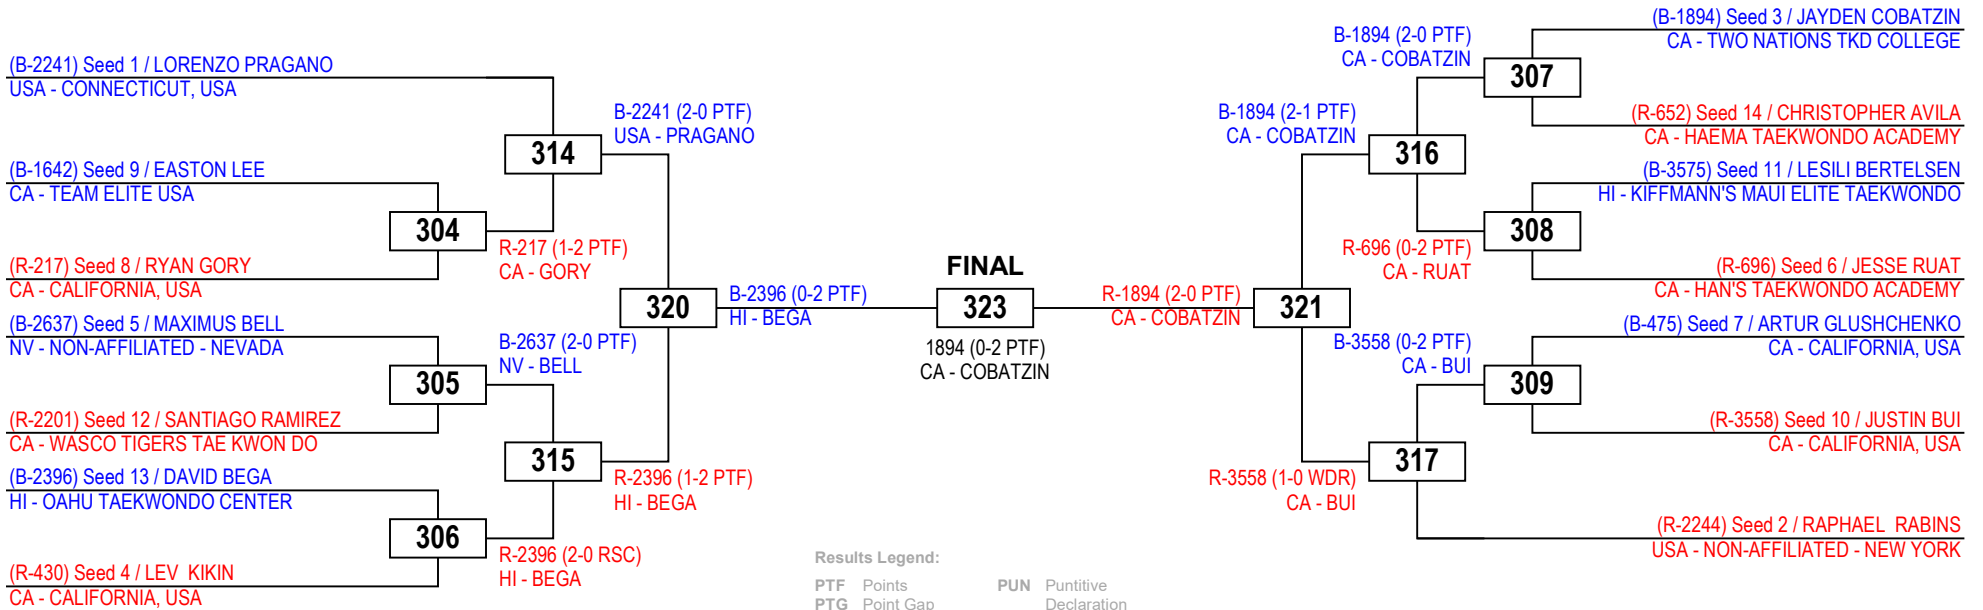 (B-2241) Seed 1 / LORENZO PRAGANO
USA - CONNECTICUT, USA
(B-1642) Seed 9 / EASTON LEE
CA - TEAM ELITE USA
(R-217) Seed 8 / RYAN GORY
CA - CALIFORNIA, USA
(B-2637) Seed 5 / MAXIMUS BELL
NV - NON-AFFILIATED - NEVADA
(R-2201) Seed 12 / SANTIAGO RAMIREZ
CA - WASCO TIGERS TAE KWON DO
(B-2396) Seed 13 / DAVID BEGA
HI - OAHU TAEKWONDO CENTER
(R-430) Seed 4 / LEV  KIKIN
CA - CALIFORNIA, USA
304
305
306
R-217 (1-2 PTF)
CA - GORY
B-2637 (2-0 PTF)
NV - BELL
R-2396 (2-0 RSC)
HI - BEGA
314
315
B-2241 (2-0 PTF)
USA - PRAGANO
R-2396 (1-2 PTF)
HI - BEGA
320
B-2396 (0-2 PTF)
HI - BEGA
FINAL
323
1894 (0-2 PTF)
CA - COBATZIN
R-1894 (2-0 PTF)
CA - COBATZIN
321
B-1894 (2-1 PTF)
CA - COBATZIN
R-3558 (1-0 WDR)
CA - BUI
316
317
B-1894 (2-0 PTF)
CA - COBATZIN
R-696 (0-2 PTF)
CA - RUAT
B-3558 (0-2 PTF)
CA - BUI
307
308
309
(B-1894) Seed 3 / JAYDEN COBATZIN
CA - TWO NATIONS TKD COLLEGE
(R-652) Seed 14 / CHRISTOPHER AVILA
CA - HAEMA TAEKWONDO ACADEMY
(B-3575) Seed 11 / LESILI BERTELSEN
HI - KIFFMANN'S MAUI ELITE TAEKWONDO
(R-696) Seed 6 / JESSE RUAT
CA - HAN'S TAEKWONDO ACADEMY
(B-475) Seed 7 / ARTUR GLUSHCHENKO
CA - CALIFORNIA, USA
(R-3558) Seed 10 / JUSTIN BUI
CA - CALIFORNIA, USA
(R-2244) Seed 2 / RAPHAEL  RABINS
USA - NON-AFFILIATED - NEW YORK
Results Legend:
PTF Points
PTG Point Gap
PUN Puntitive
Declaration